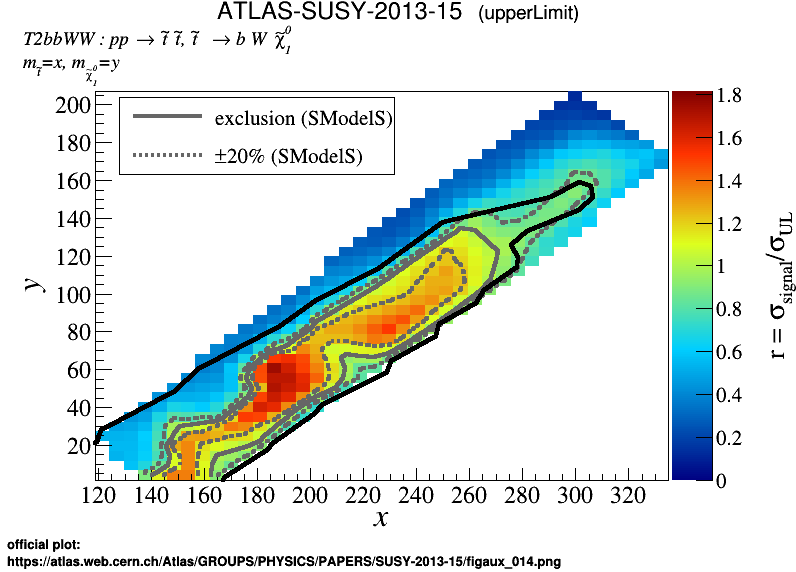 ATLAS-SUSY-2013-15 (upperLimit)
T2bbWW : pp → t̃ t̃, t̃ → b W χ̃₁⁰
m_t̃=x, m_χ̃₁⁰=y
exclusion (SModelS)
±20% (SModelS)
200
180
160
140
120
100
80
60
40
20
y
120 140 160 180 200 220 240 260 280 300 320
x
1.8
1.6
1.4
1.2
1
0.8
0.6
0.4
0.2
0
r = σ_signal/σ_UL
official plot:
https://atlas.web.cern.ch/Atlas/GROUPS/PHYSICS/PAPERS/SUSY-2013-15/figaux_014.png